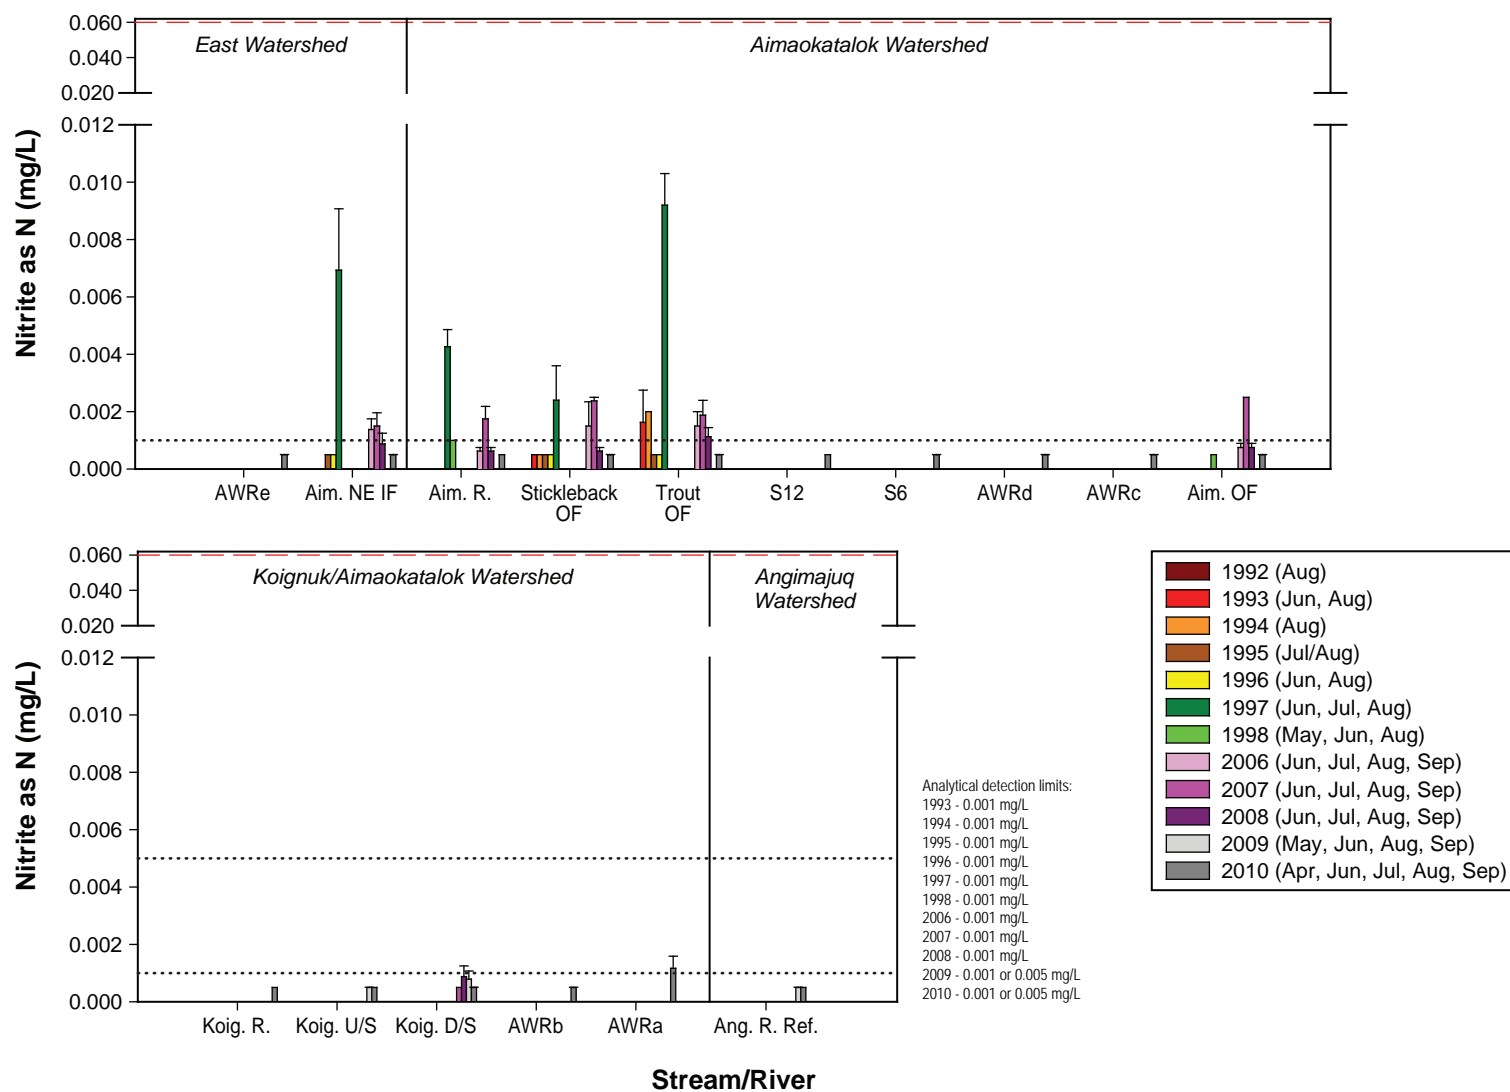 0.060
0.040
0.020
0.012
0.010
0.008
0.006
0.004
0.002
0.000
Nitrite as N (mg/L)
East Watershed
Aimaokatalok Watershed
AWRe
Aim. NE IF
Aim. R.
Stickleback
OF
Trout
OF
S12
S6
AWRd
AWRc
Aim. OF
0.060
0.040
0.020
0.012
0.010
0.008
0.006
0.004
0.002
0.000
Nitrite as N (mg/L)
Koignuk/Aimaokatalok Watershed
Angimajuq
Watershed
Koig. R.
Koig. U/S
Koig. D/S
AWRb
AWRa
Ang. R. Ref.
Stream/River
Analytical detection limits:
1993 - 0.001 mg/L
1994 - 0.001 mg/L
1995 - 0.001 mg/L
1996 - 0.001 mg/L
1997 - 0.001 mg/L
1998 - 0.001 mg/L
2006 - 0.001 mg/L
2007 - 0.001 mg/L
2008 - 0.001 mg/L
2009 - 0.001 or 0.005 mg/L
2010 - 0.001 or 0.005 mg/L
1992 (Aug)
1993 (Jun, Aug)
1994 (Aug)
1995 (Jul/Aug)
1996 (Jun, Aug)
1997 (Jun, Jul, Aug)
1998 (May, Jun, Aug)
2006 (Jun, Jul, Aug, Sep)
2007 (Jun, Jul, Aug, Sep)
2008 (Jun, Jul, Aug, Sep)
2009 (May, Jun, Aug, Sep)
2010 (Apr, Jun, Jul, Aug, Sep)